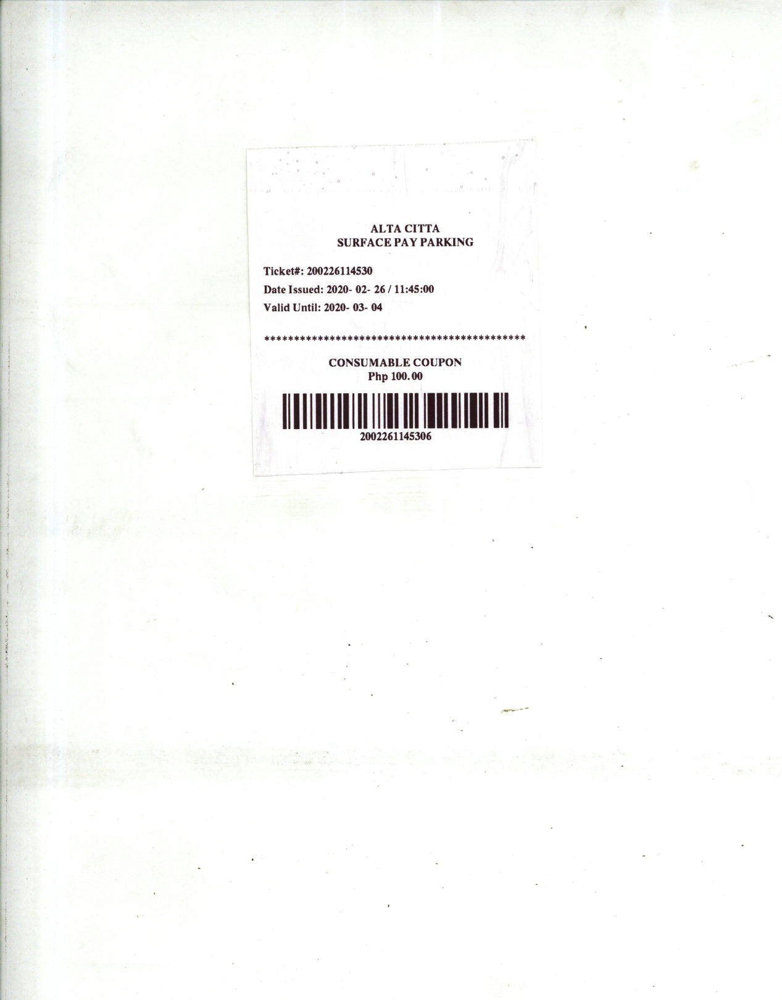 ALTA CITTA
SURFACE PAY PARKING
Ticket#: 200226114530
Date Issued: 2020- 02- 26 / 11:45:00
Valid Until: 2020- 03- 04
********************************************
CONSUMABLE COUPON
Php 100.00
2002261145306